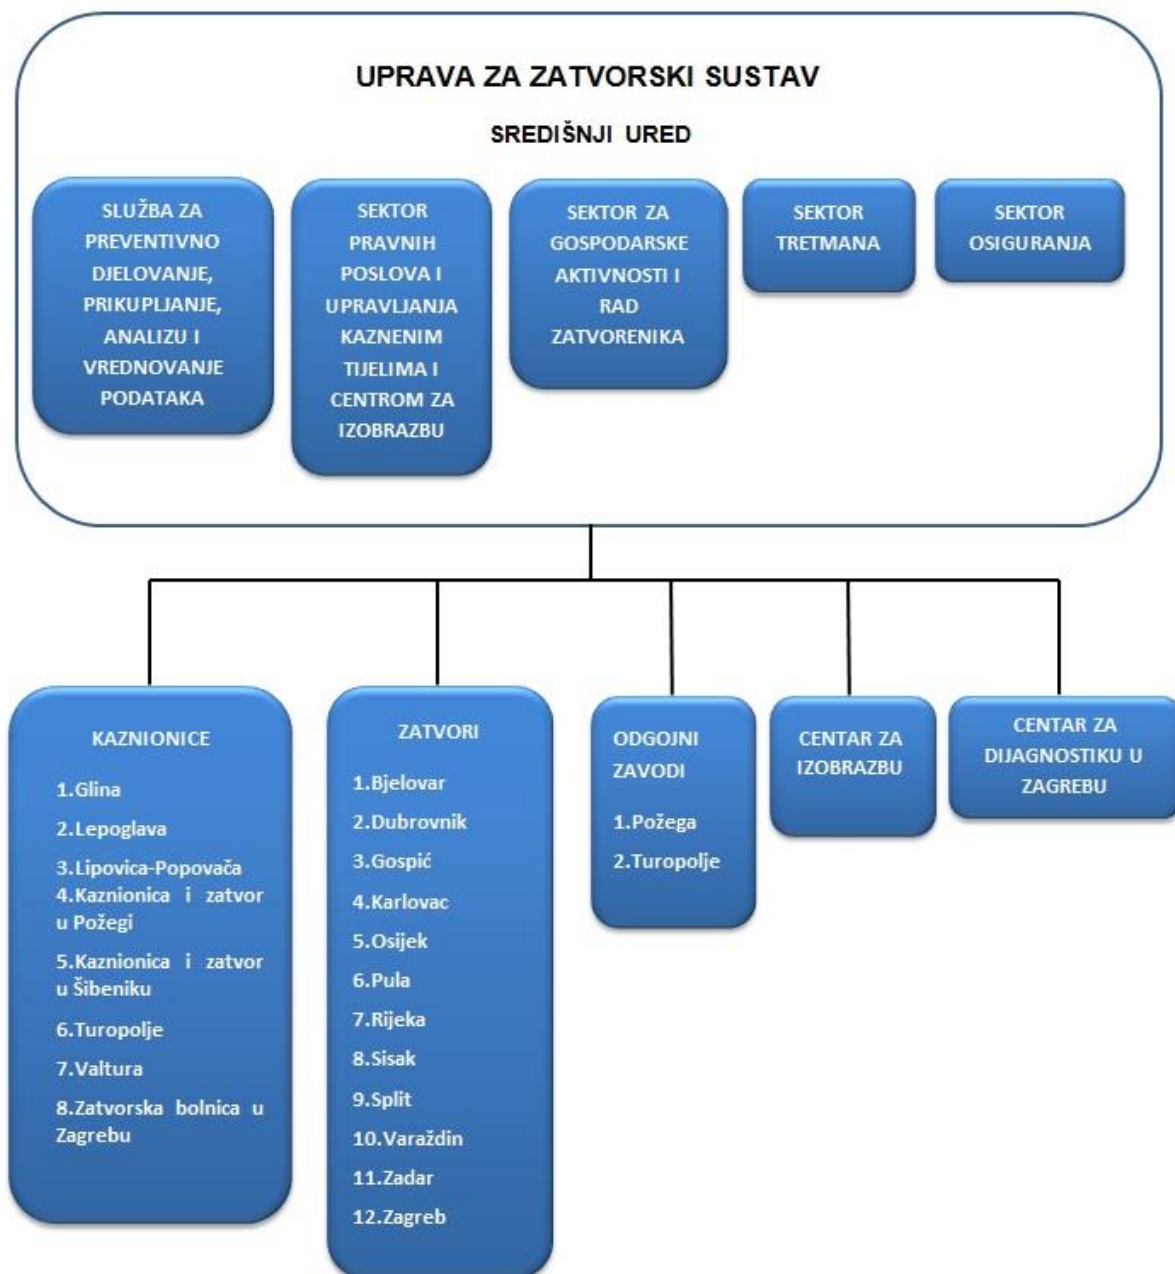 UPRAVA ZA ZATVORSKI SUSTAV
SREDIŠNJI URED
SLUŽBA ZA
PREVENTIVNO
DJELOVANJE,
PRIKUPLJANJE,
ANALIZU I
VREDNOVANJE
PODATAKA
SEKTOR
PRAVNIH
POSLOVA I
UPRAVLJANJA
KAZNENIM
TIJELIMA I
CENTROM ZA
IZOBRAZBU
SEKTOR ZA
GOSPODARSKE
AKTIVNOSTI I
RAD
ZATVORENIKA
SEKTOR
TRETMANA
SEKTOR
OSIGURANJA
KAZNIONICE
1.Glina
2.Lepoglava
3.Lipovica-Popovača
4.Kaznionica i zatvor
u Požegi
5.Kaznionica i zatvor
u Šibeniku
6.Turopolje
7.Valtura
8.Zatvorska bolnica u
Zagrebu
ZATVORI
1.Bjelovar
2.Dubrovnik
3.Gospić
4.Karlovac
5.Osijek
6.Pula
7.Rijeka
8.Sisak
9.Split
10.Varaždin
11.Zadar
12.Zagreb
ODGOJNI
ZAVODI
1.Požega
2.Turopolje
CENTAR ZA
IZOBRAZBU
CENTAR ZA
DIJAGNOSTIKU U
ZAGREBU